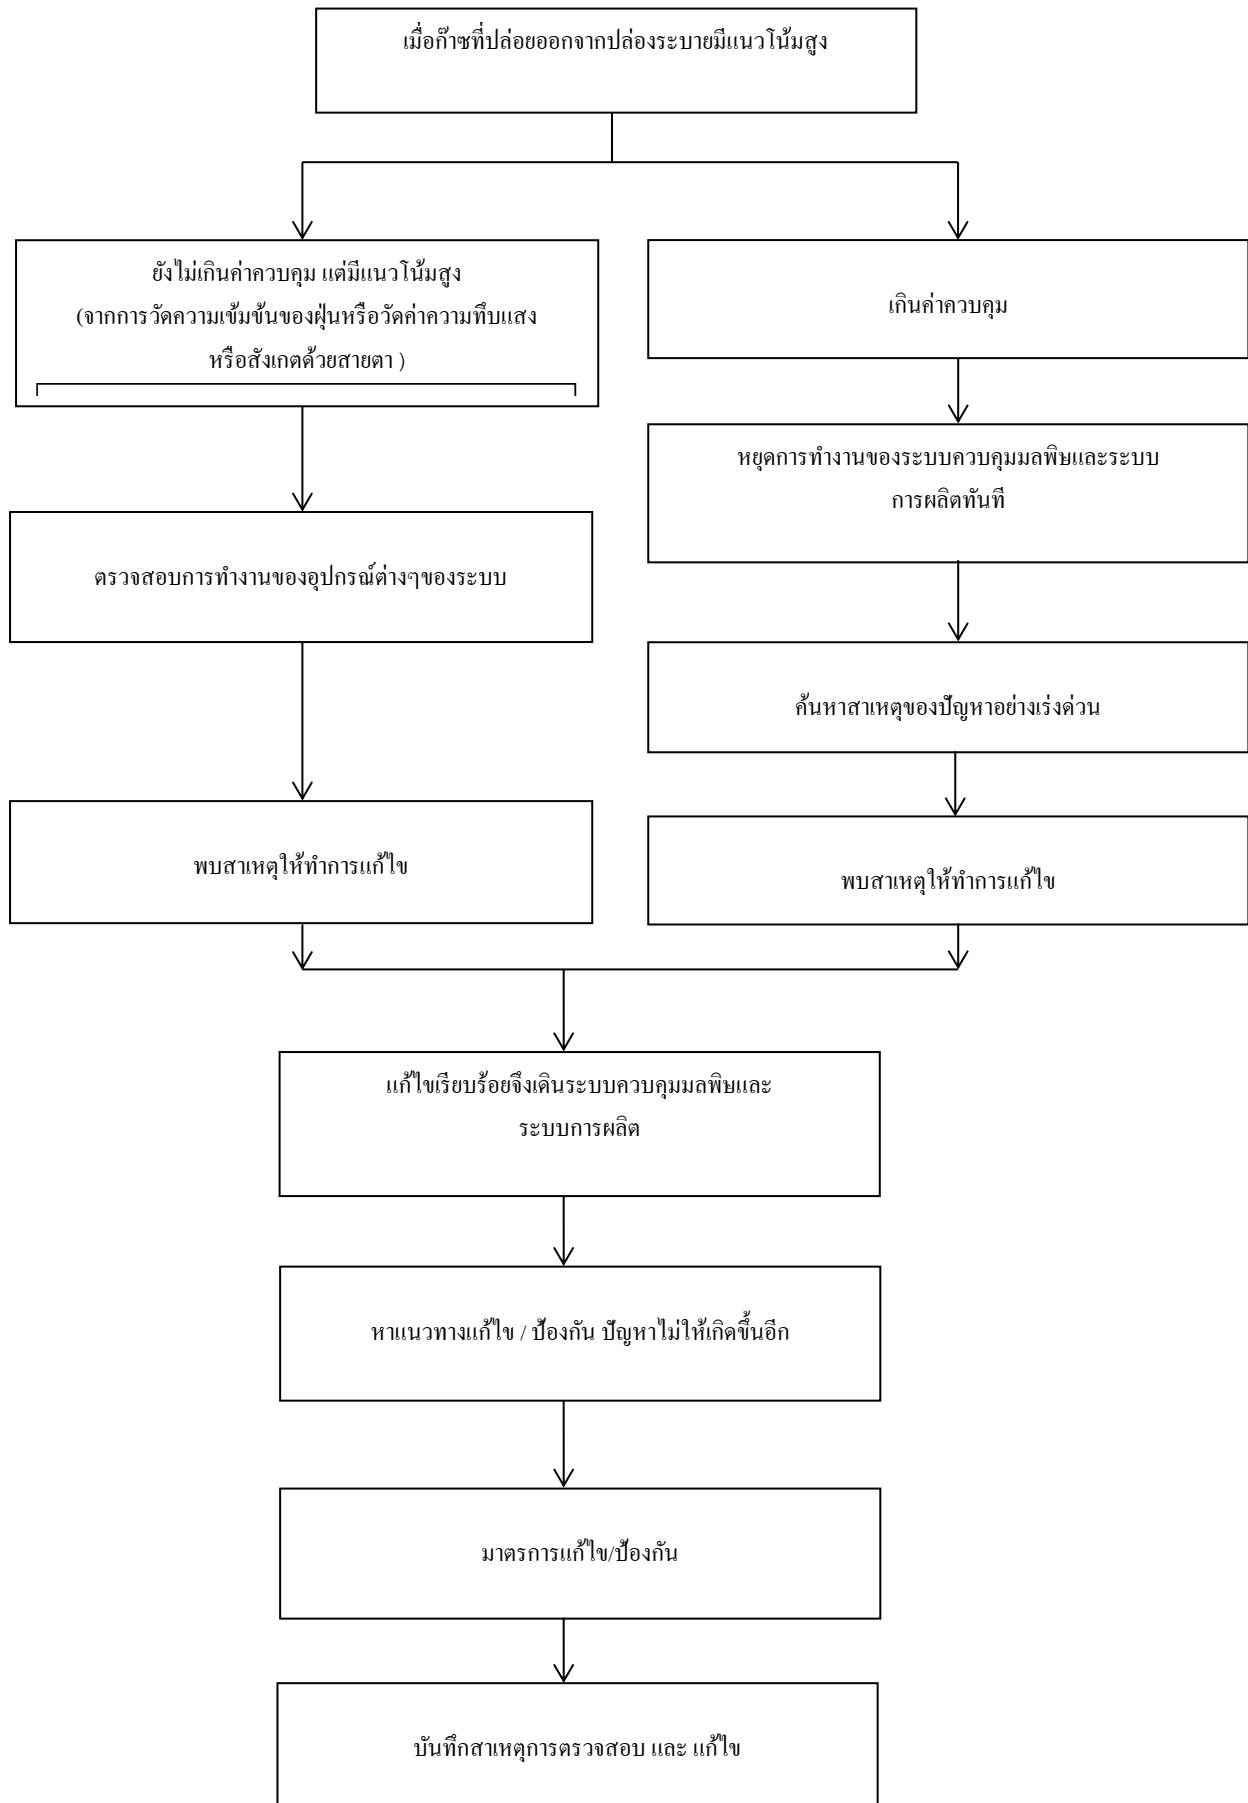 เมื่อก๊าซที่ปล่อยออกจากปล่องระบายมีแนวโน้มสูง
ยังไม่เกินค่าควบคุม แต่มีแนวโน้มสูง
(จากการวัดความเข้มข้นของฝุ่นหรือวัดค่าความทึบแสง
หรือสังเกตด้วยสายตา )
เกินค่าควบคุม
หยุดการทำงานของระบบควบคุมมลพิษและระบบ
การผลิตทันที
ตรวจสอบการทำงานของอุปกรณ์ต่างๆของระบบ
ค้นหาสาเหตุของปัญหาอย่างเร่งด่วน
พบสาเหตุให้ทำการแก้ไข
พบสาเหตุให้ทำการแก้ไข
แก้ไขเรียบร้อยจึงเดินระบบควบคุมมลพิษและ
ระบบการผลิต
หาแนวทางแก้ไข / ป้องกัน ปัญหาไม่ให้เกิดขึ้นอีก
มาตรการแก้ไข/ป้องกัน
บันทึกสาเหตุการตรวจสอบ และ แก้ไข